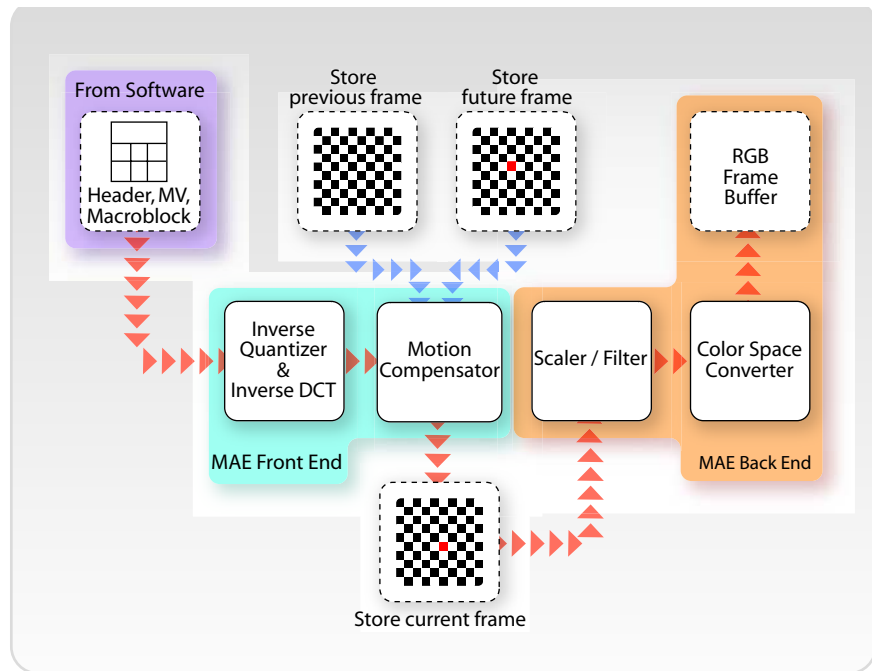 From Software
Header, MV,
Macroblock
Store
previous frame
Store
future frame
RGB
Frame
Buffer
Inverse
Quantizer
&
Inverse DCT
Motion
Compensator
Scaler / Filter
Color Space
Converter
MAE Front End
MAE Back End
Store current frame